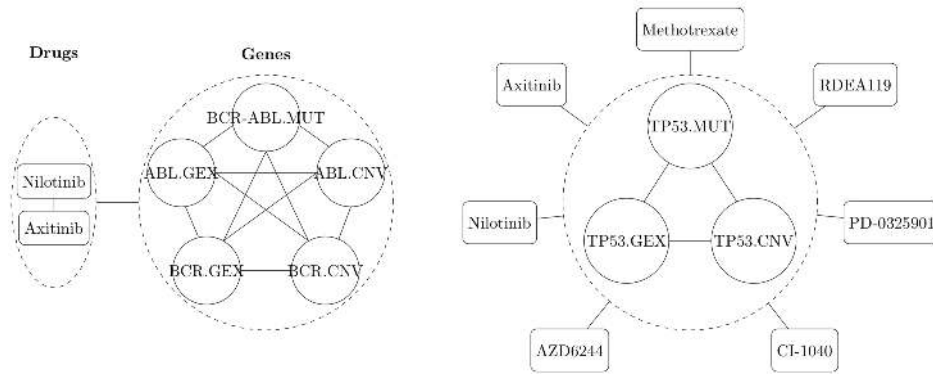 Drugs
Genes
BCR-ABL.MUT
ABL.GEX
ABL.CNV
Nilotinib
Axitinib
BCR.GEX
BCR.CNV
Methotrexate
Axitinib
RDEA119
TP53.MUT
Nilotinib
PD-0325901
TP53.GEX
TP53.CNV
AZD6244
CI-1040